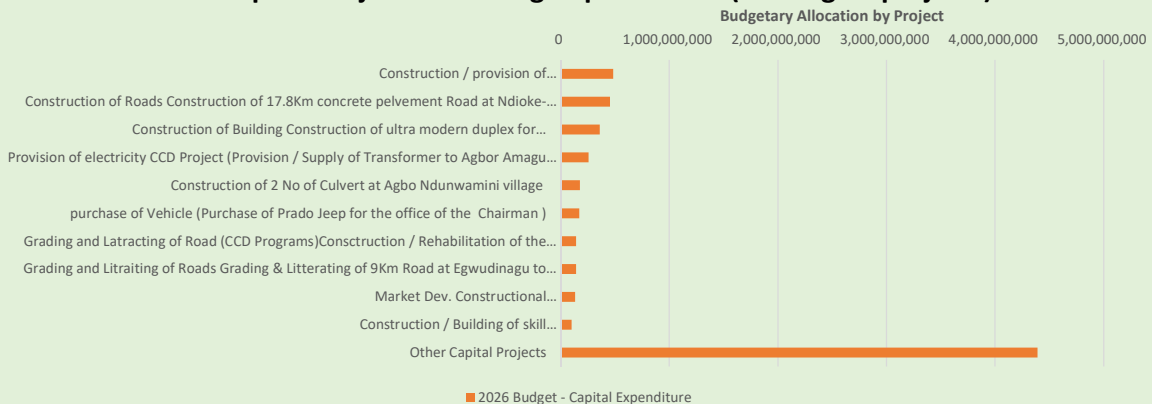 Budgetary Allocation by Project
0 1,000,000,000 2,000,000,000 3,000,000,000 4,000,000,000 5,000,000,000
Construction / provision of…
Construction of Roads Construction of 17.8Km concrete pelvement Road at Ndioke-…
Construction of Building Construction of ultra modern duplex for…
Provision of electricity CCD Project (Provision / Supply of Transformer to Agbor Amagu…
Construction of 2 No of Culvert at Agbo Ndunwamini village
purchase of Vehicle (Purchase of Prado Jeep for the office of the Chairman )
Grading and Latracting of Road (CCD Programs)Consctruction / Rehabilitation of the…
Grading and Litraiting of Roads Grading & Litterating of 9Km Road at Egwudinagu to…
Market Dev. Constructional…
Construction / Building of skill…
Other Capital Projects
2026 Budget - Capital Expenditure